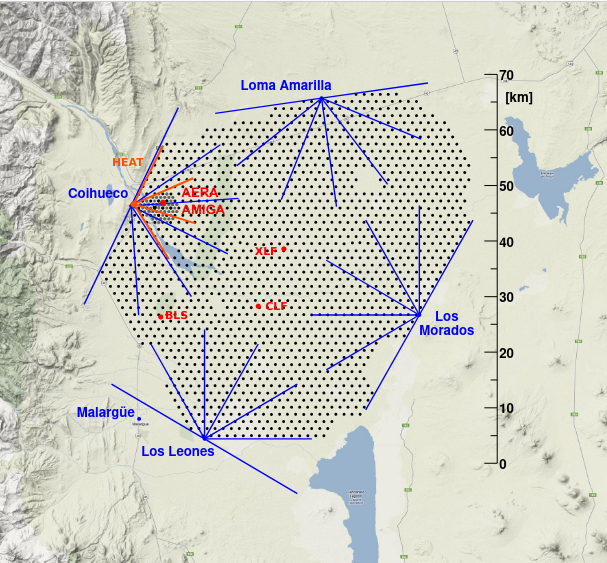 Loma Amarilla
70
[km]
60
HEAT
Coihueco
AERA
AMIGA
50
XLF
40
CLF
30
BLS
Los
Morados
20
Malargüe
10
Los Leones
0